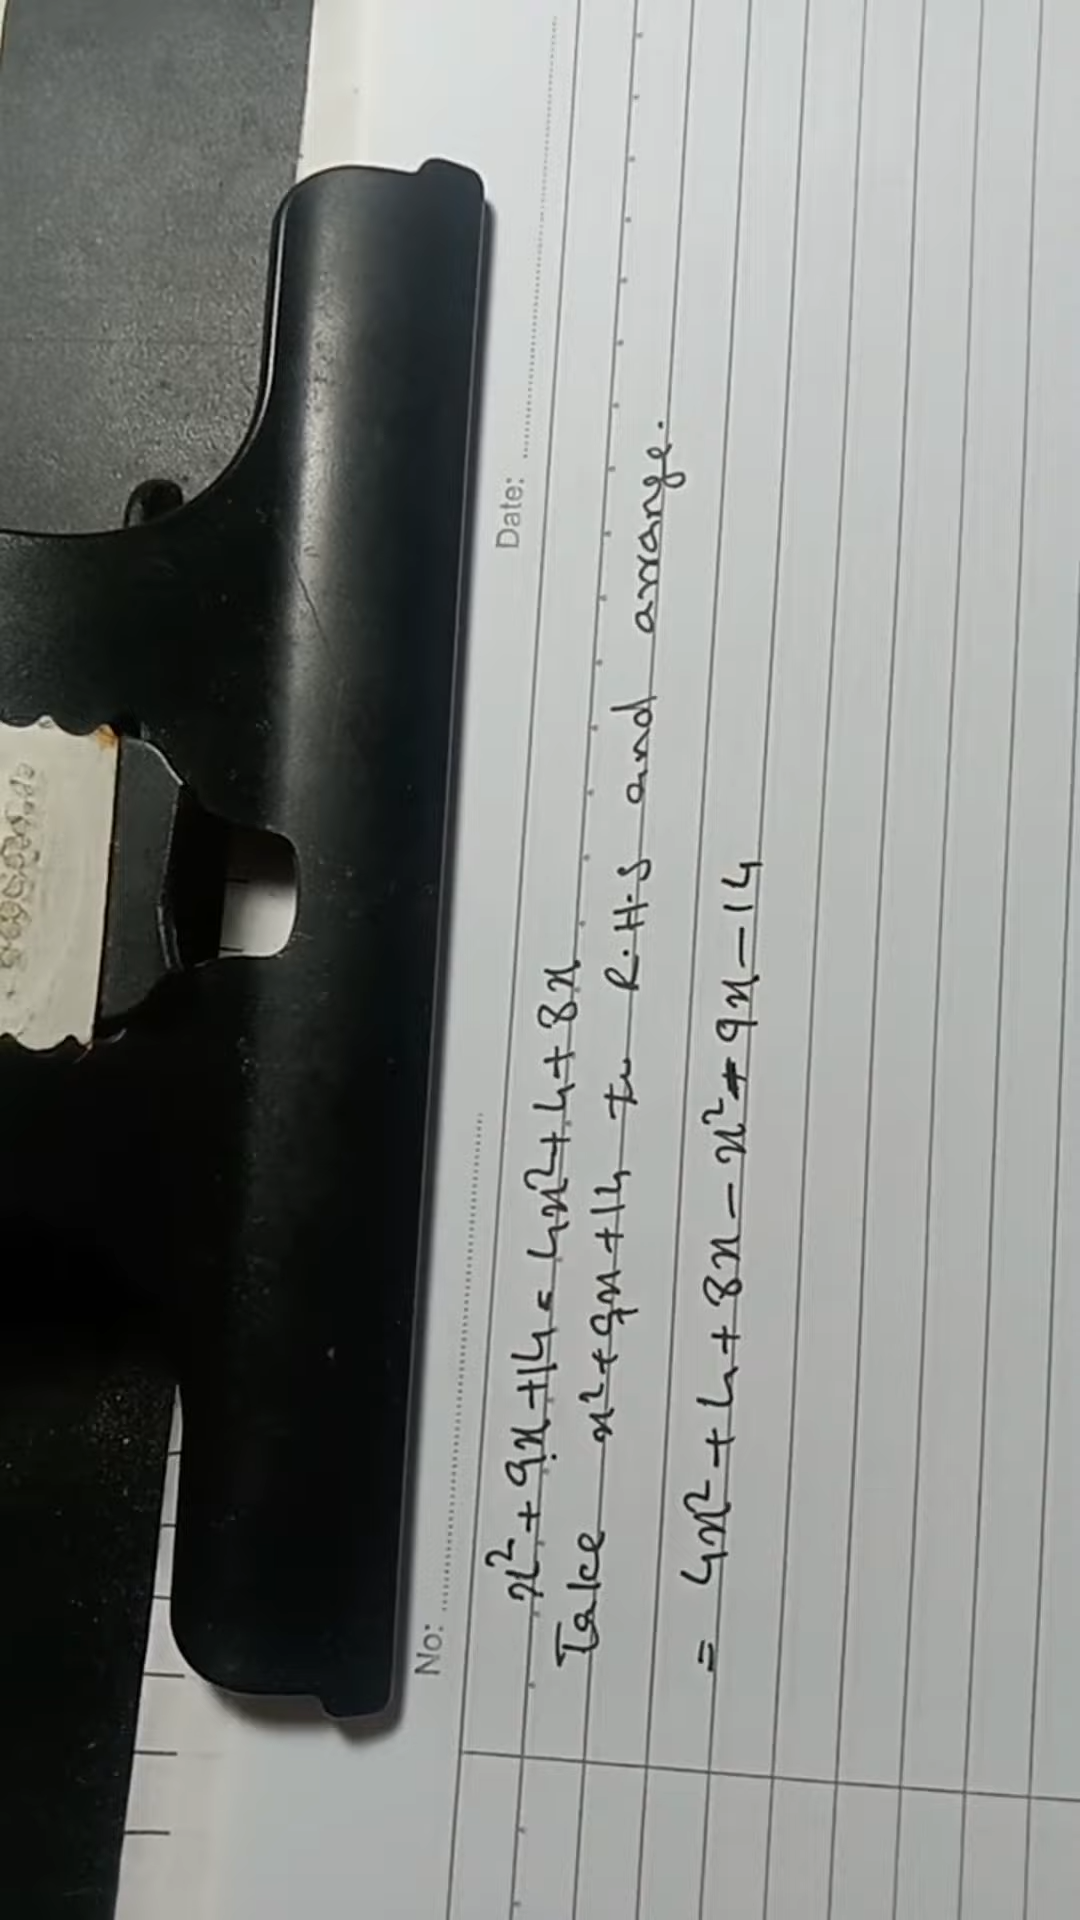 No: ........................ Date: ........................
x² + 9x + 14 = 4x² + 4 + 8x
Take x² + 9x + 14 to R.H.S and arrange.
= 4x² + 4 + 8x - x² - 9x - 14